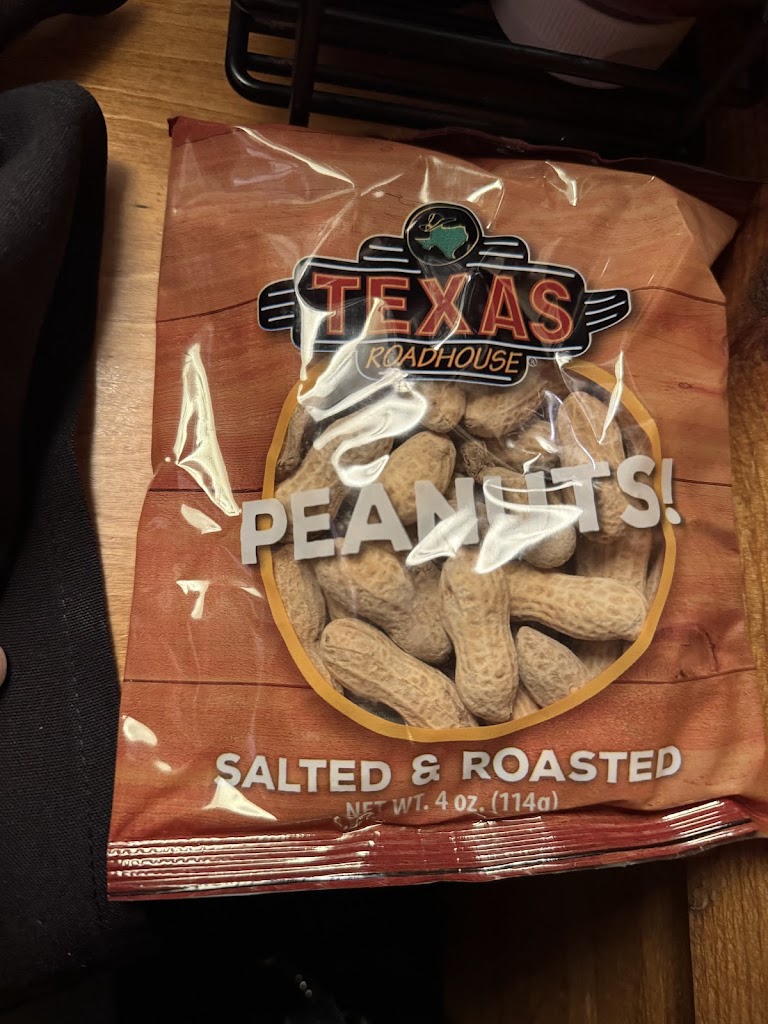 TEXAS
ROADHOUSE®
PEANUTS!
SALTED & ROASTED
NET WT. 4 oz. (114g)